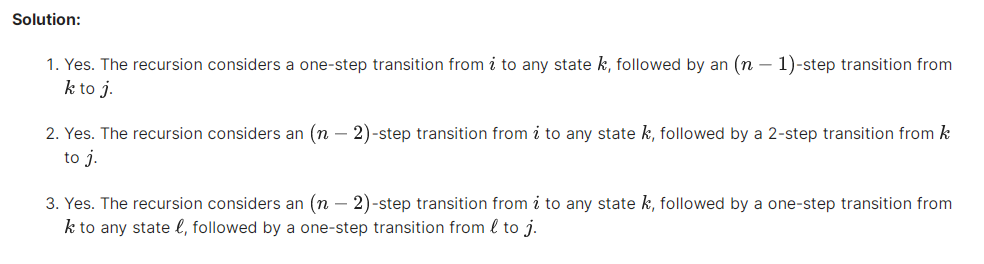 Solution:
1. Yes. The recursion considers a one-step transition from i to any state k, followed by an (n − 1)-step transition from
k to j.
2. Yes. The recursion considers an (n − 2)-step transition from i to any state k, followed by a 2-step transition from k
to j.
3. Yes. The recursion considers an (n − 2)-step transition from i to any state k, followed by a one-step transition from
k to any state ℓ, followed by a one-step transition from ℓ to j.